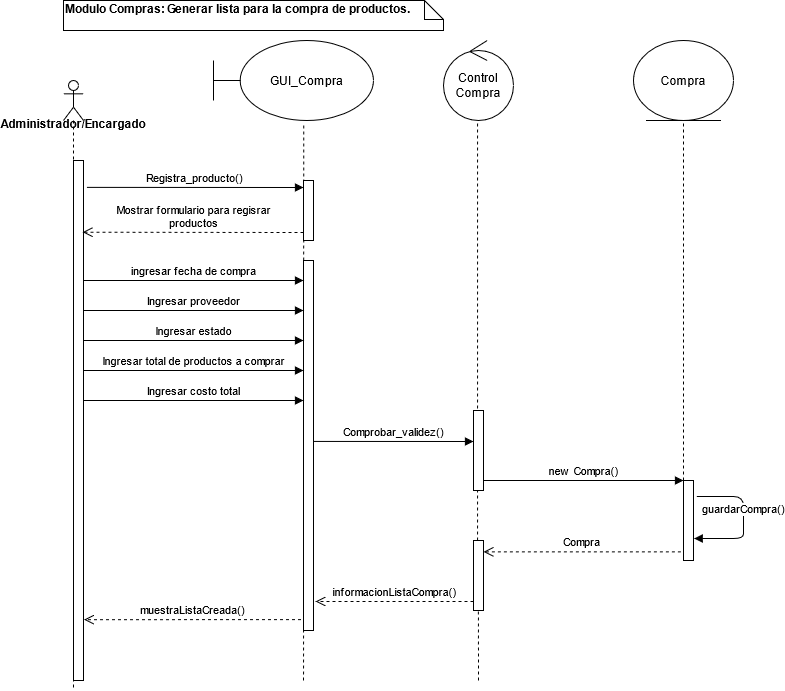 Modulo Compras: Generar lista para la compra de productos.
GUI_Compra
Control
Compra
Compra
Administrador/Encargado
Registra_producto()
Mostrar formulario para regisrar
productos
ingresar fecha de compra
Ingresar proveedor
Ingresar estado
Ingresar total de productos a comprar
Ingresar costo total
Comprobar_validez()
new Compra()
guardarCompra()
Compra
informacionListaCompra()
muestraListaCreada()